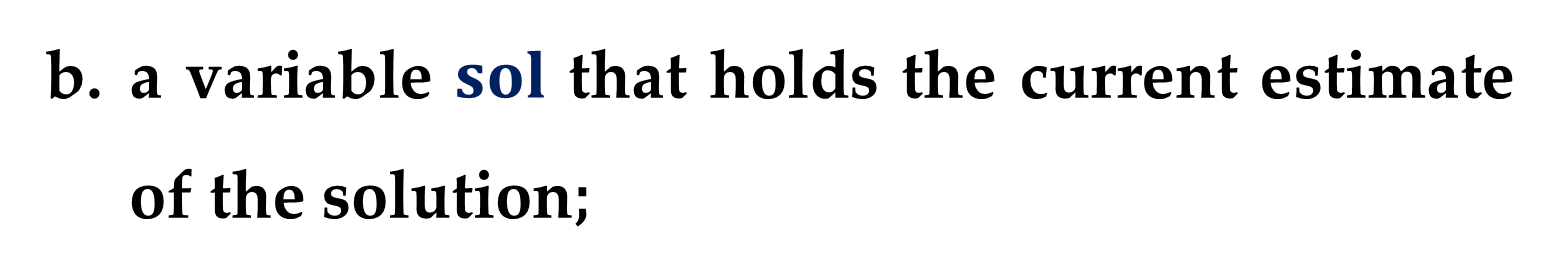 b. a variable sol that holds the current estimate
of the solution;